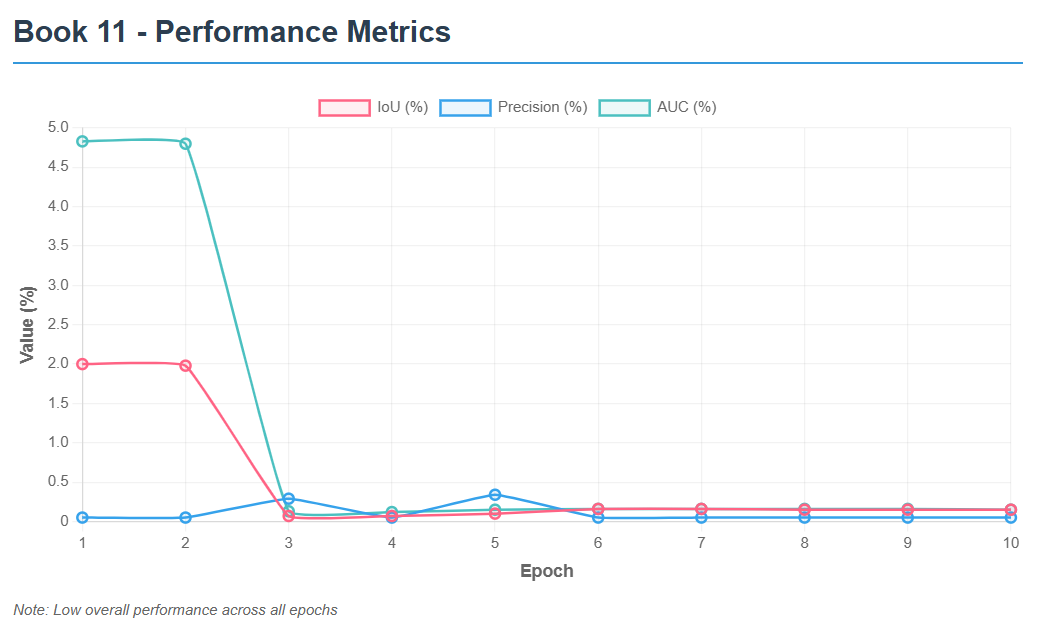 Book 11 - Performance Metrics
IoU (%) Precision (%) AUC (%)
5.0
4.5
4.0
3.5
3.0
2.5
2.0
1.5
1.0
0.5
0
Value (%)
1 2 3 4 5 6 7 8 9 10
Epoch
Note: Low overall performance across all epochs